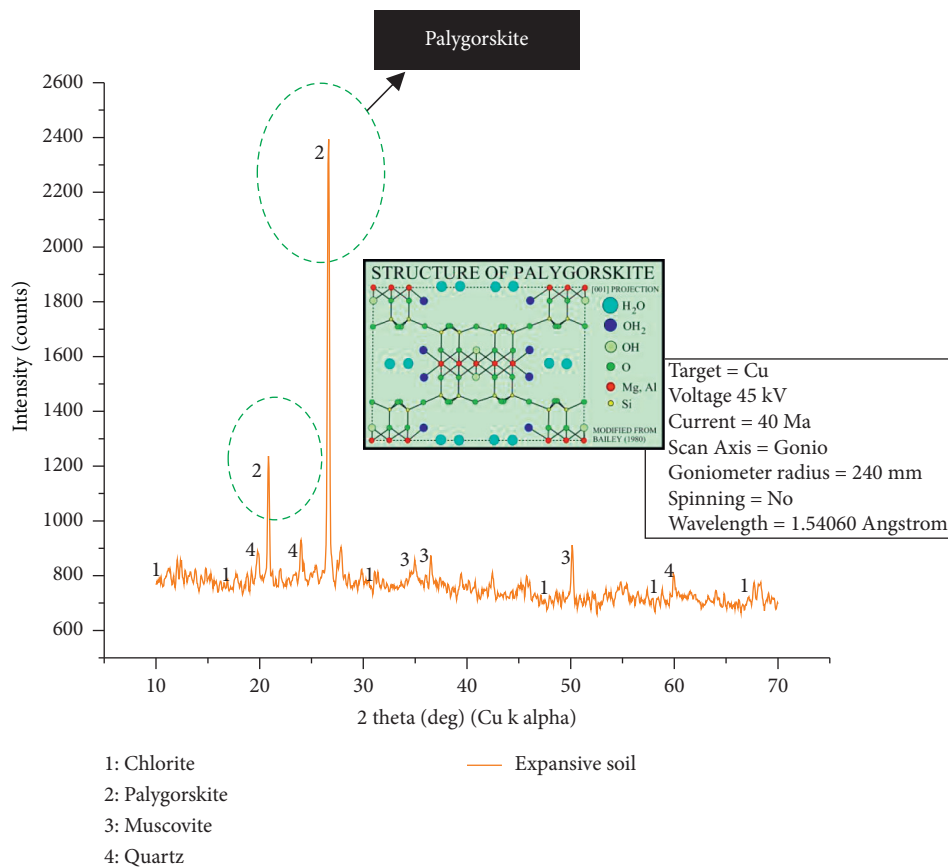 Palygorskite
2600
2400
2200
2000
1800
1600
1400
1200
1000
800
600
Intensity (counts)
2
2
1
1
4
4
1
3
3
1
3
1
4
1
STRUCTURE OF PALYGORSKITE
[001] PROJECTION
H₂O
OH₂
OH
O
Mg, Al
Si
MODIFIED FROM
BAILEY (1980)
Target = Cu
Voltage 45 kV
Current = 40 Ma
Scan Axis = Gonio
Goniometer radius = 240 mm
Spinning = No
Wavelength = 1.54060 Angstrom
10 20 30 40 50 60 70
2 theta (deg) (Cu k alpha)
1: Chlorite
2: Palygorskite
3: Muscovite
4: Quartz
Expansive soil